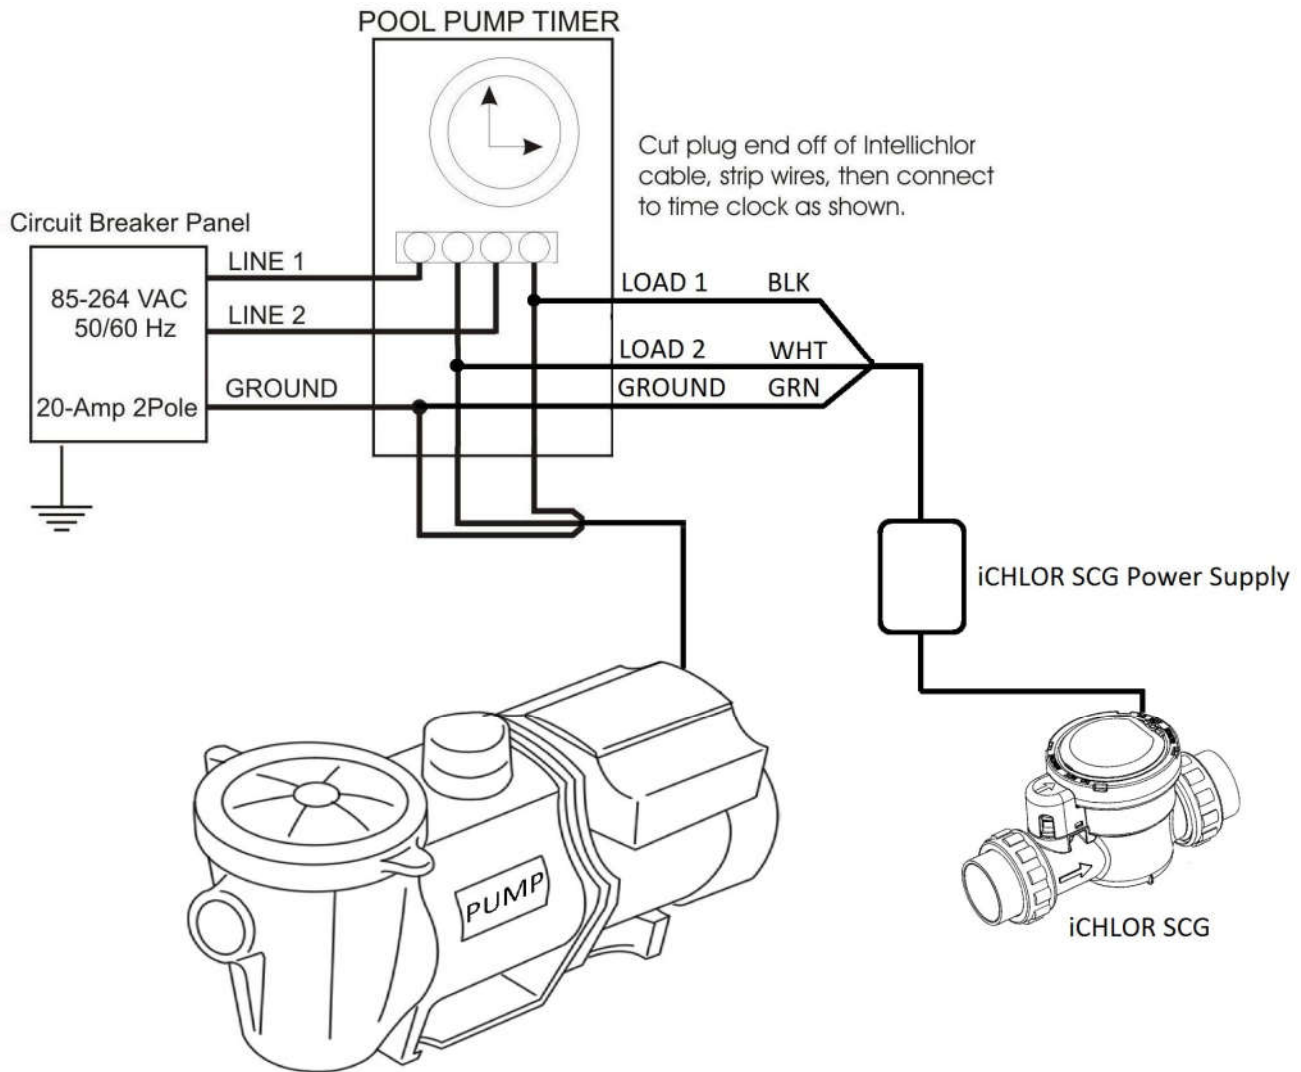 POOL PUMP TIMER
Cut plug end off of Intellichlor
cable, strip wires, then connect
to time clock as shown.
Circuit Breaker Panel
85-264 VAC
50/60 Hz
20-Amp 2Pole
LINE 1
LINE 2
GROUND
LOAD 1 BLK
LOAD 2 WHT
GROUND GRN
iCHLOR SCG Power Supply
PUMP
iCHLOR SCG